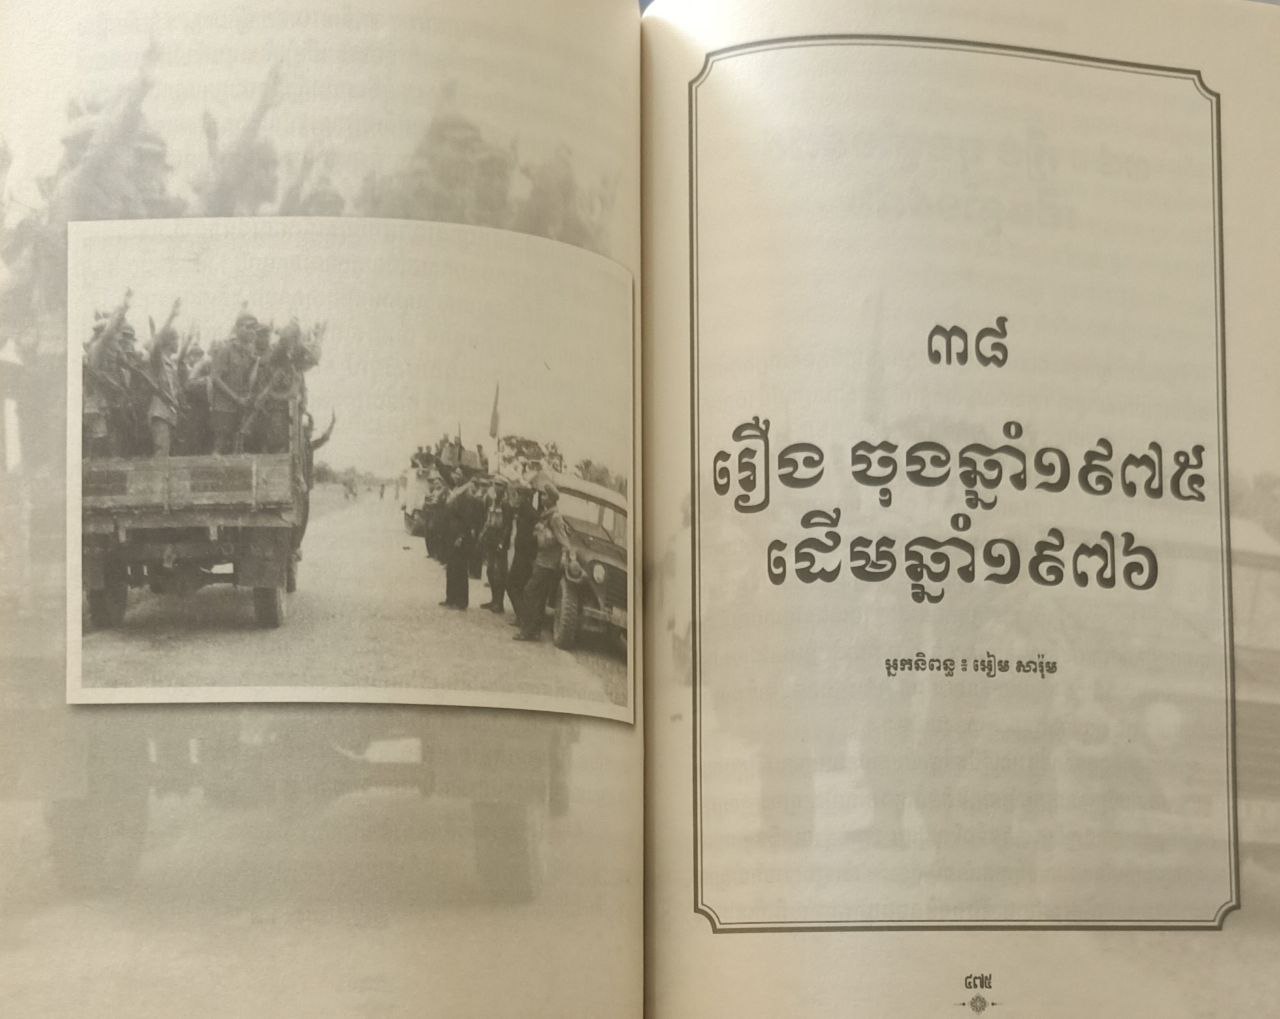 ៣៨
រឿង ចុងឆ្នាំ១៩៧៥
ដើមឆ្នាំ១៩៧៦
អ្នកនិពន្ធ៖ អៀម សារ៉ុម
៤៧៥